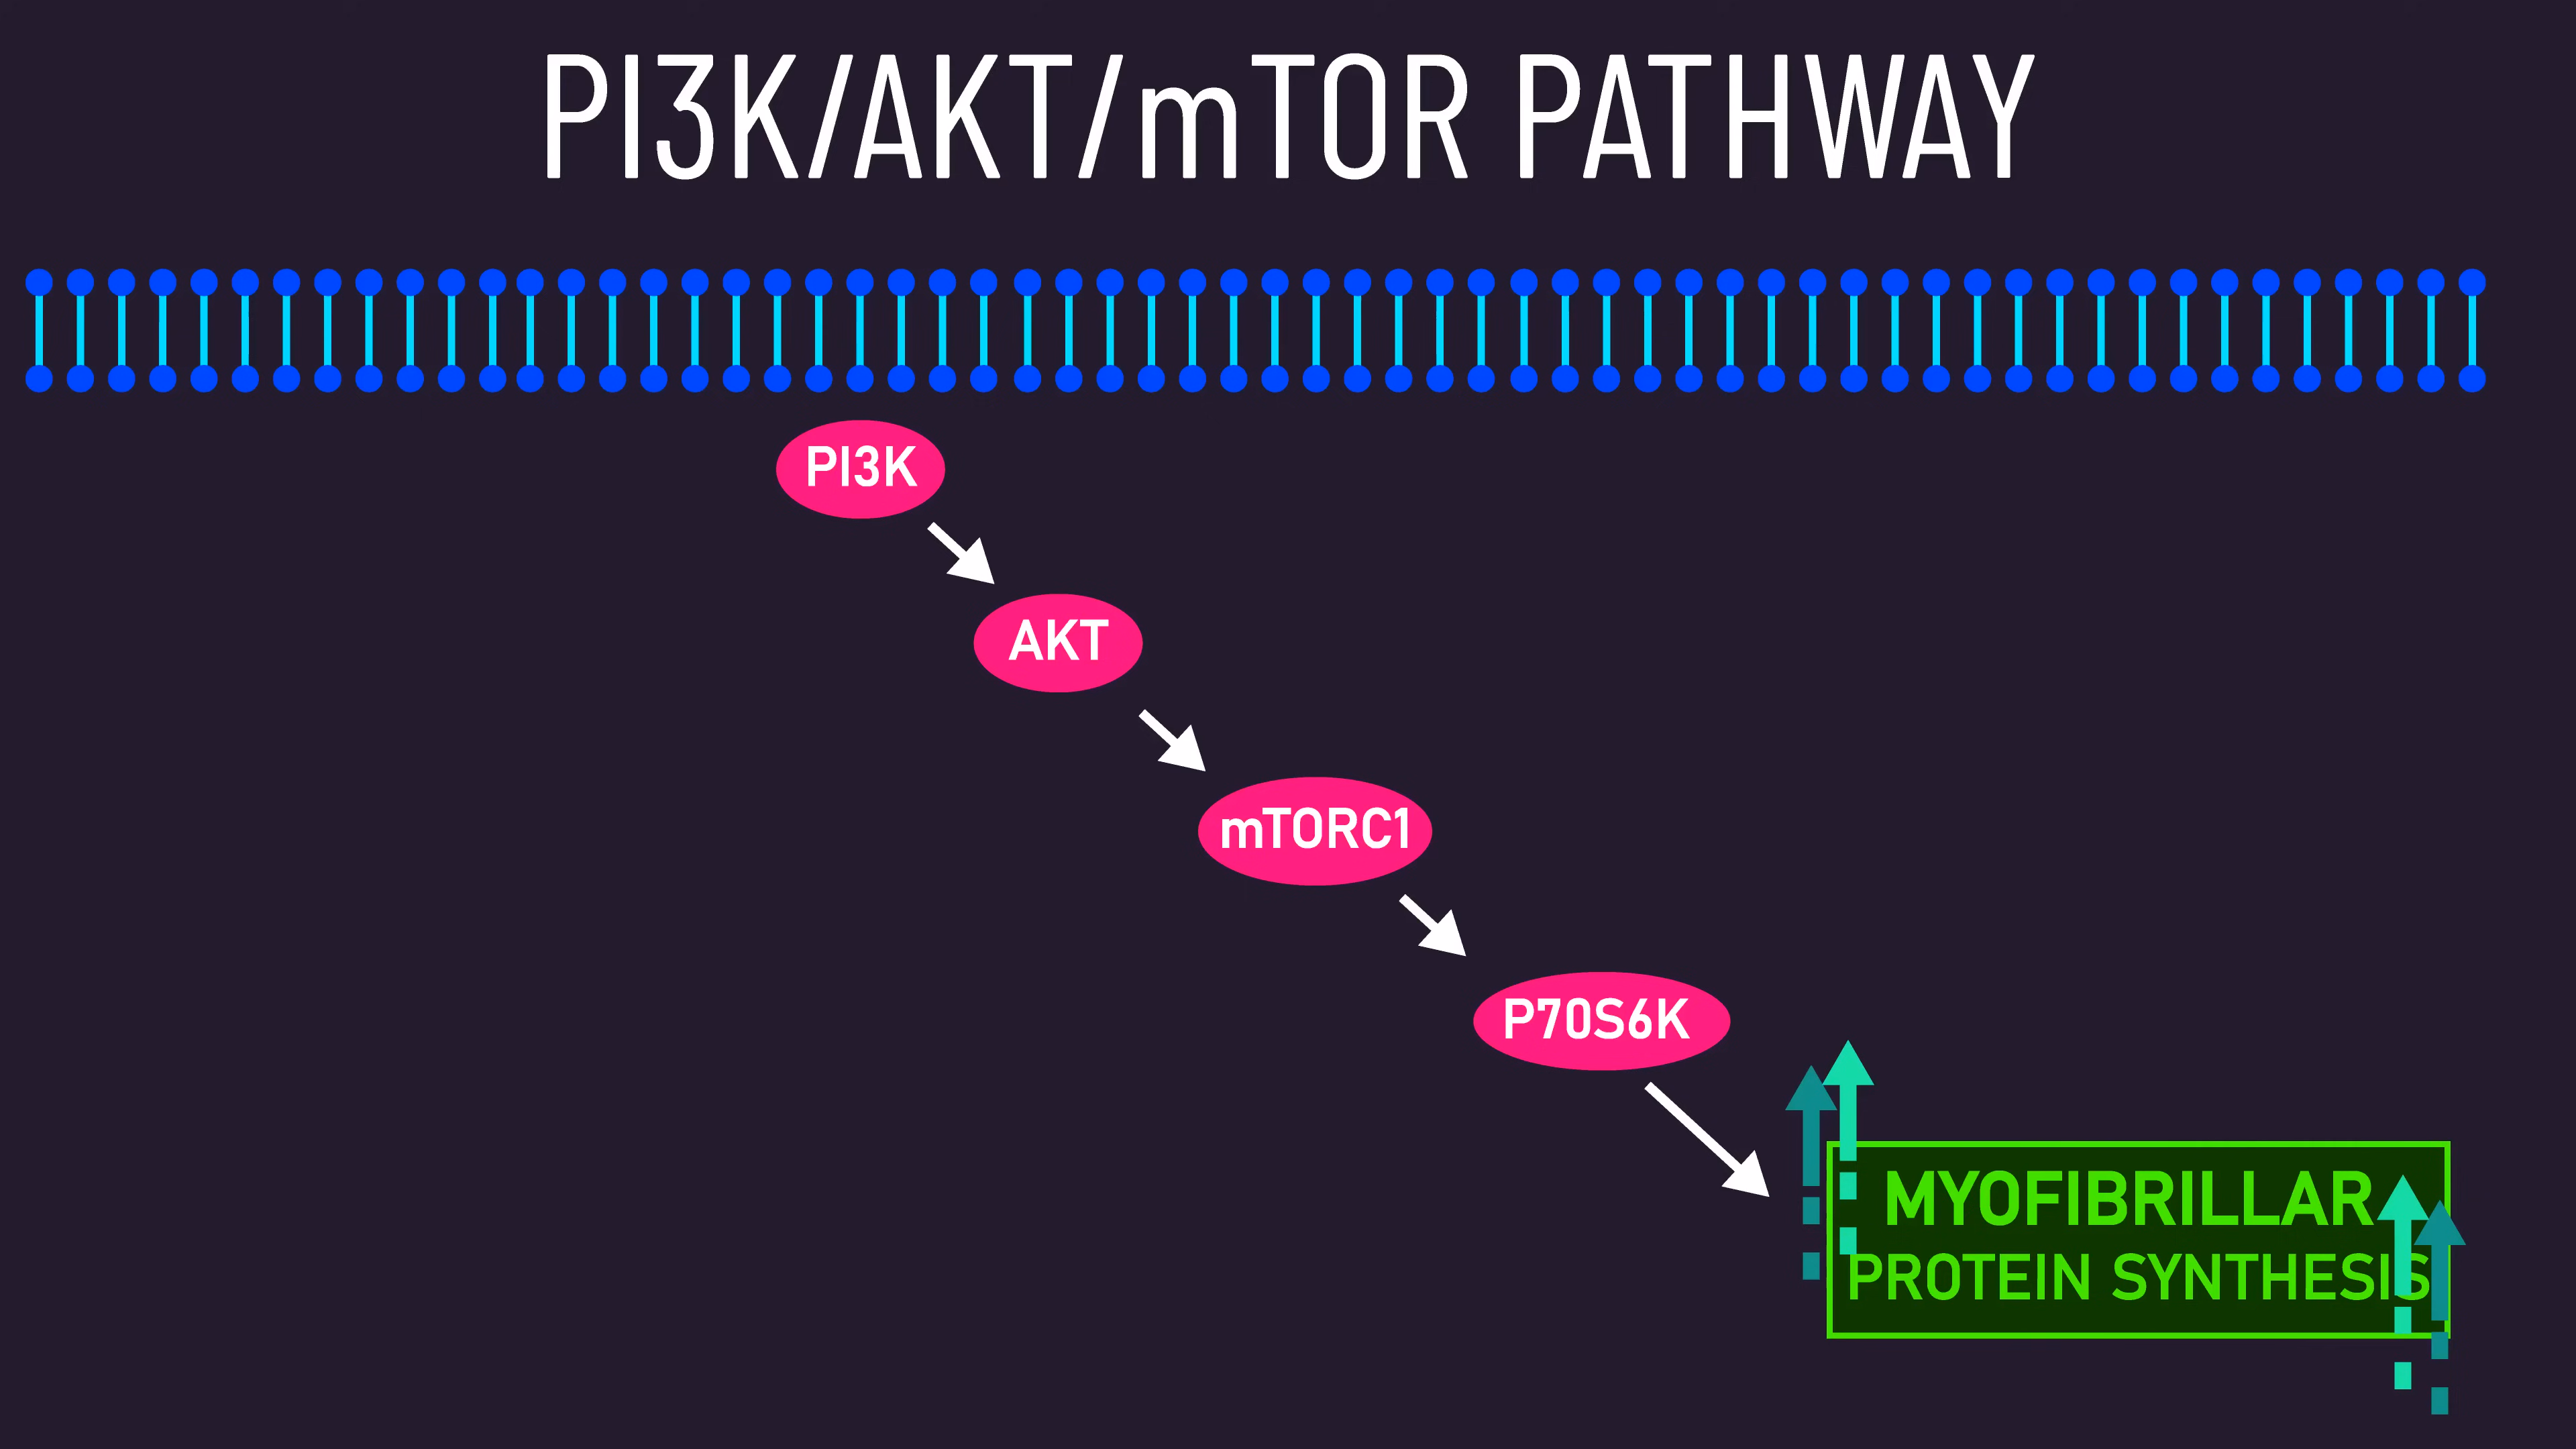 PI3K/AKT/mTOR PATHWAY
PI3K
AKT
mTORC1
P70S6K
MYOFIBRILLAR
PROTEIN SYNTHESIS